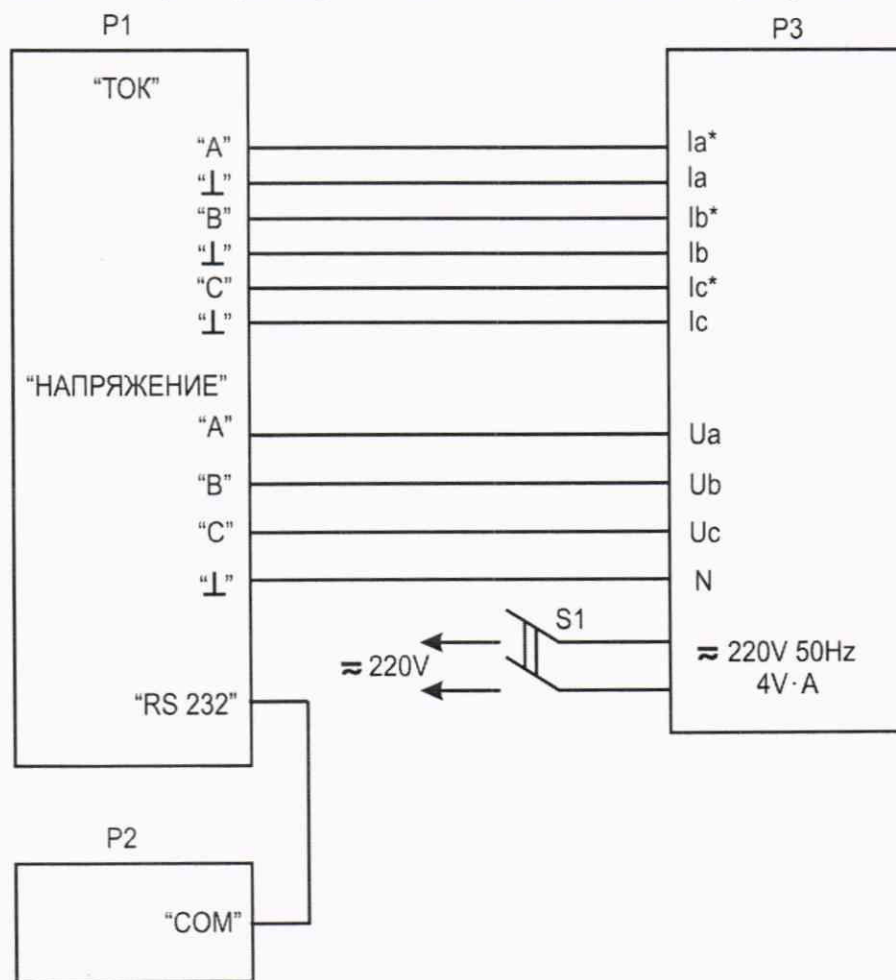 P1
“ТОК”
“A”
“⊥”
“B”
“⊥”
“C”
“⊥”
“НАПРЯЖЕНИЕ”
“A”
“B”
“C”
“⊥”
“RS 232”
P3
Ia*
Ia
Ib*
Ib
Ic*
Ic
Ua
Ub
Uc
N
S1
≂ 220V
≂ 220V 50Hz
4V·A
P2
“COM”